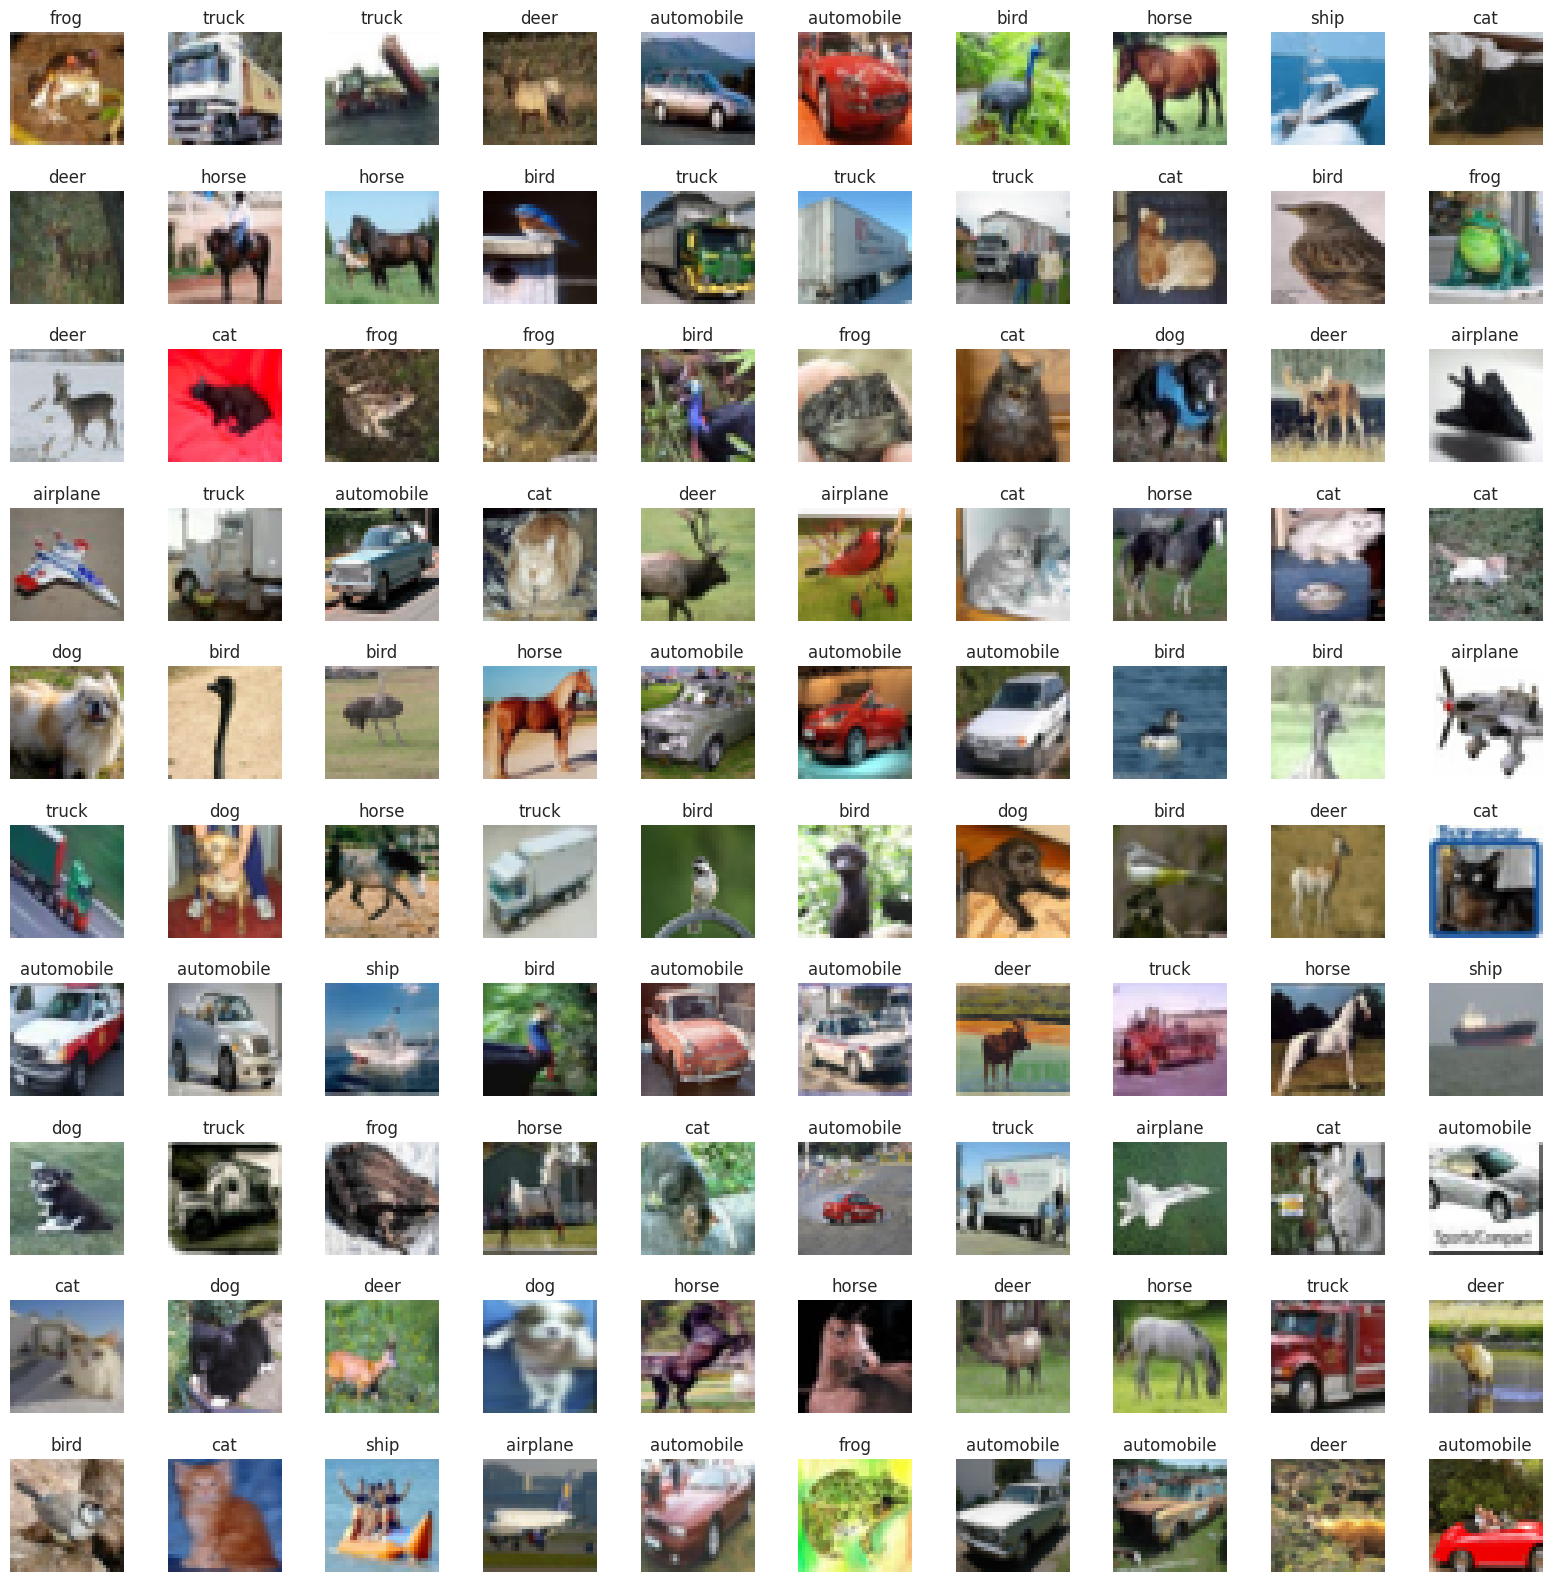 frog truck truck deer automobile automobile bird horse ship cat
deer horse horse bird truck truck truck cat bird frog
deer cat frog frog bird frog cat dog deer airplane
airplane truck automobile cat deer airplane cat horse cat cat
dog bird bird horse automobile automobile automobile bird bird airplane
truck dog horse truck bird bird dog bird deer cat
automobile automobile ship bird automobile automobile deer truck horse ship
dog truck frog horse cat automobile truck airplane cat automobile
Sports/Compact
cat dog deer dog horse horse deer horse truck deer
bird cat ship airplane automobile frog automobile automobile deer automobile